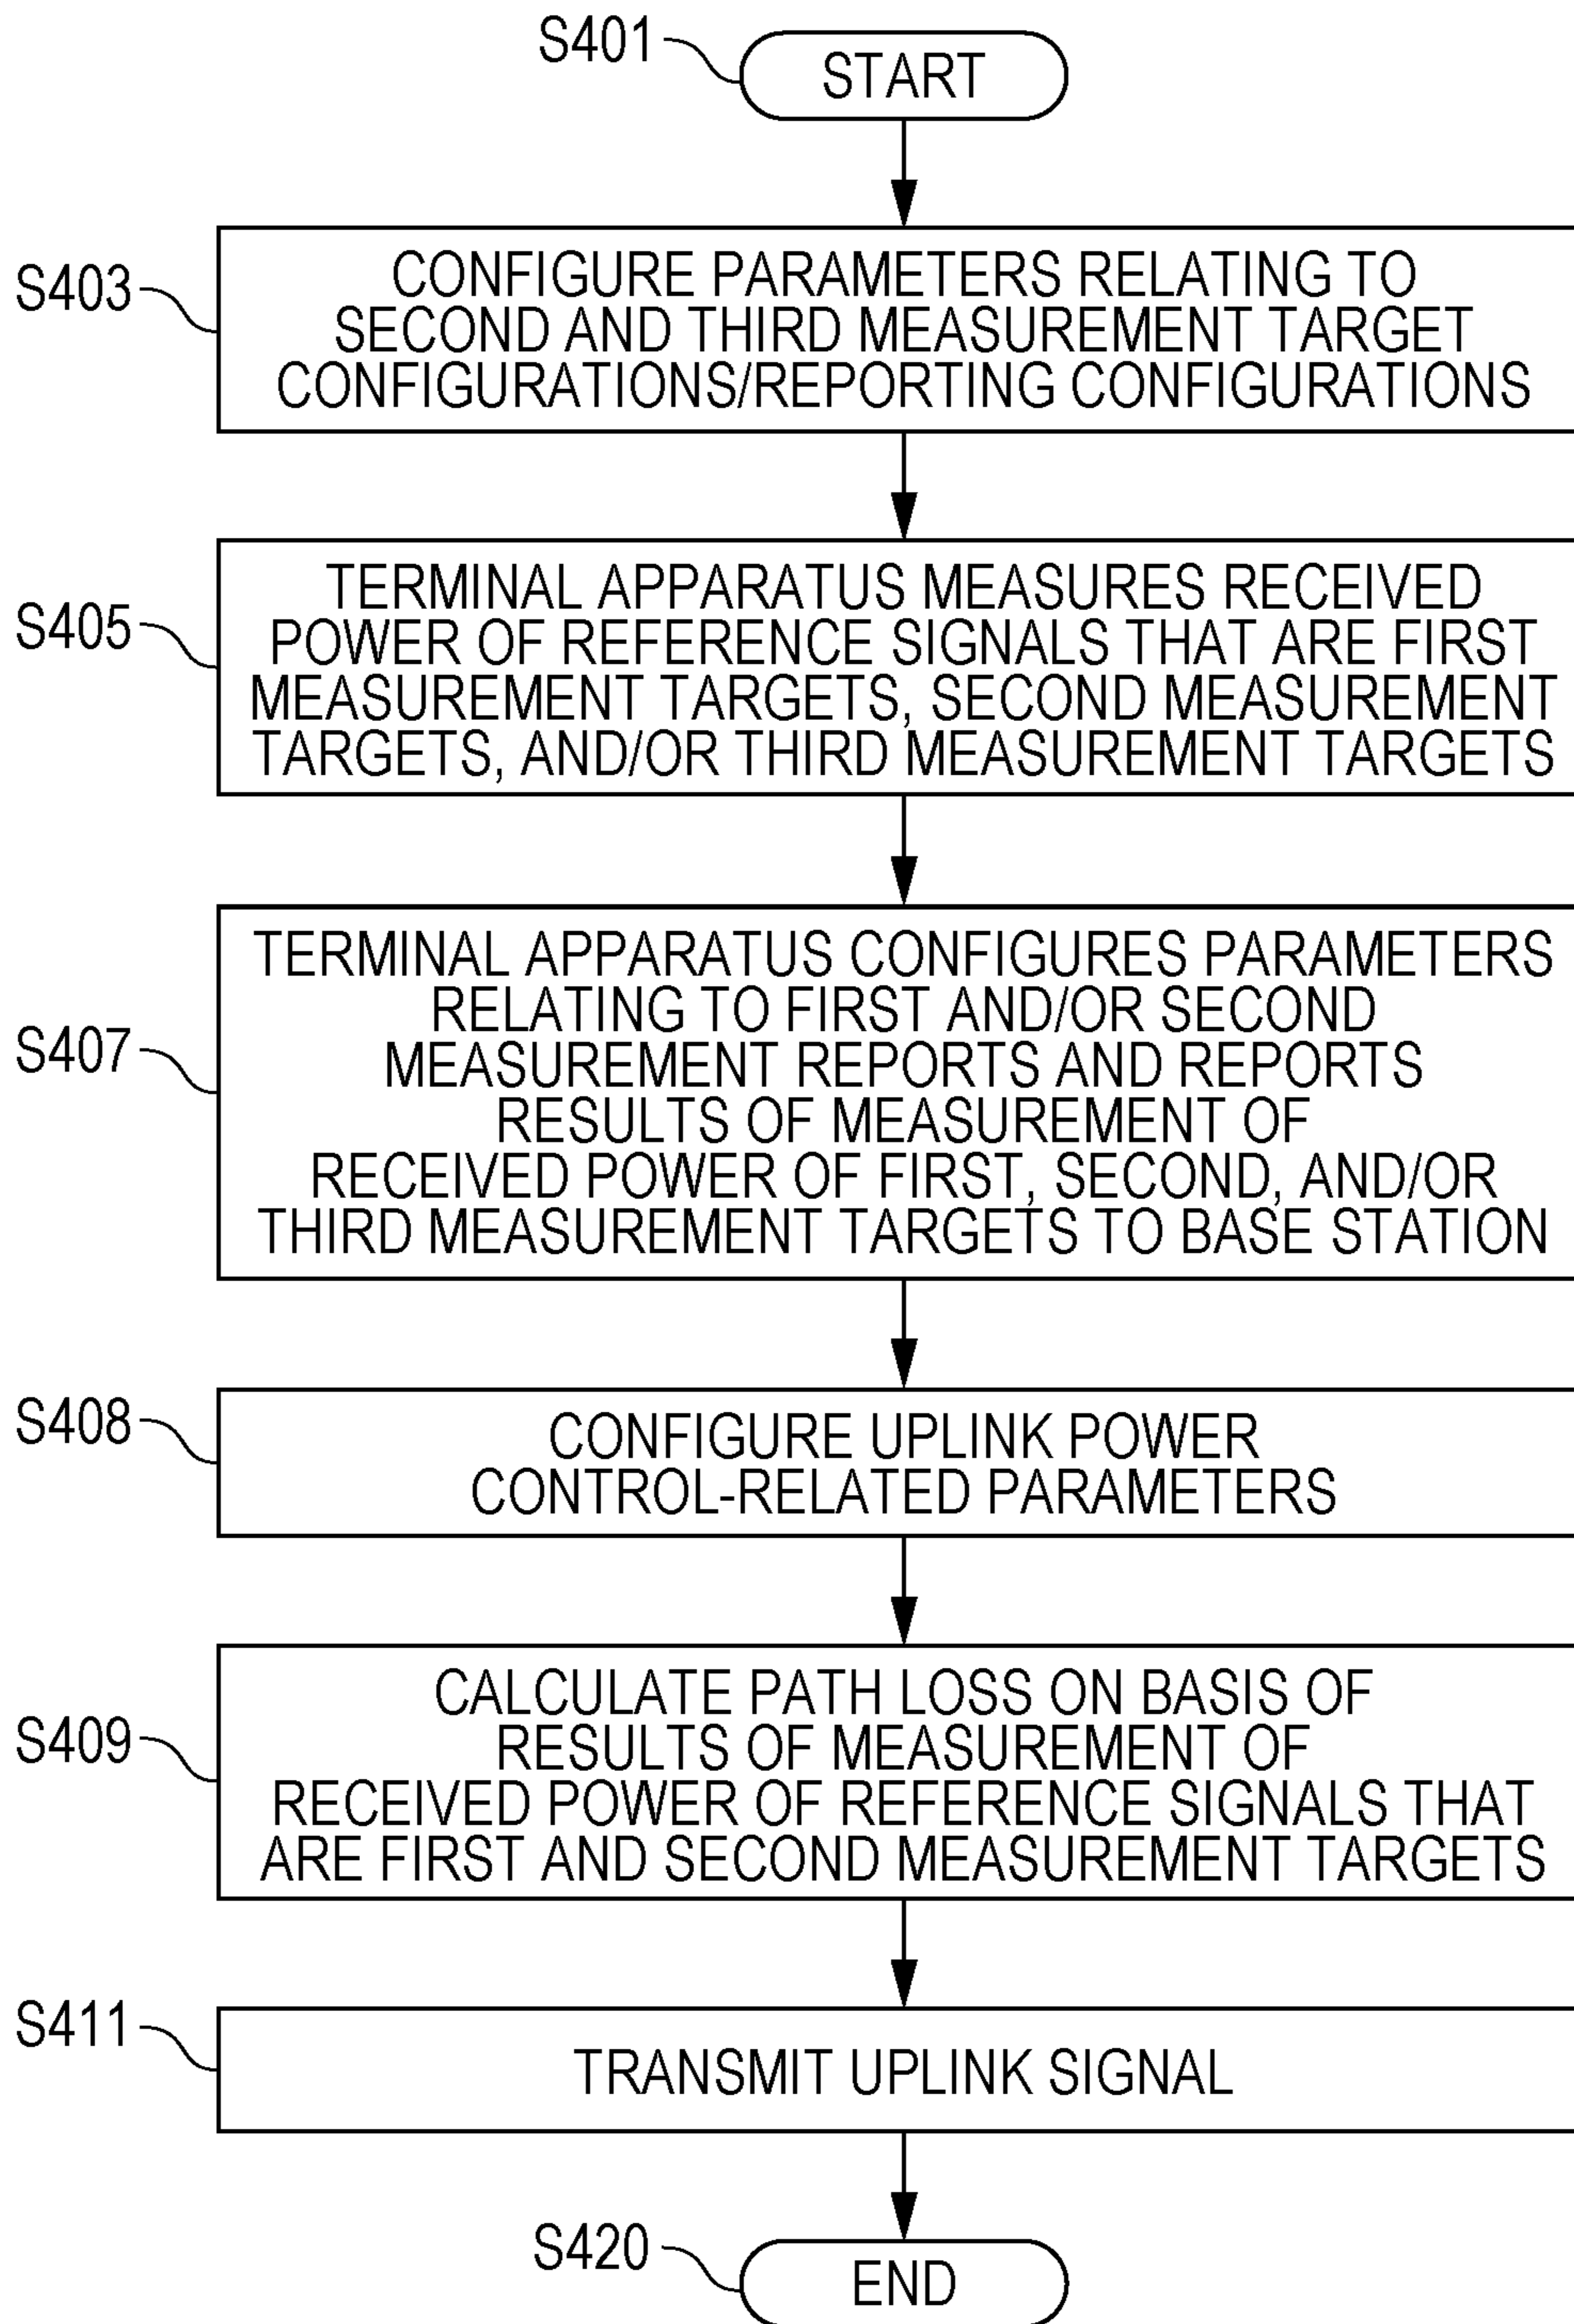 S401
START
S403
CONFIGURE PARAMETERS RELATING TO
SECOND AND THIRD MEASUREMENT TARGET
CONFIGURATIONS/REPORTING CONFIGURATIONS
S405
TERMINAL APPARATUS MEASURES RECEIVED
POWER OF REFERENCE SIGNALS THAT ARE FIRST
MEASUREMENT TARGETS, SECOND MEASUREMENT
TARGETS, AND/OR THIRD MEASUREMENT TARGETS
S407
TERMINAL APPARATUS CONFIGURES PARAMETERS
RELATING TO FIRST AND/OR SECOND
MEASUREMENT REPORTS AND REPORTS
RESULTS OF MEASUREMENT OF
RECEIVED POWER OF FIRST, SECOND, AND/OR
THIRD MEASUREMENT TARGETS TO BASE STATION
S408
CONFIGURE UPLINK POWER
CONTROL-RELATED PARAMETERS
S409
CALCULATE PATH LOSS ON BASIS OF
RESULTS OF MEASUREMENT OF
RECEIVED POWER OF REFERENCE SIGNALS THAT
ARE FIRST AND SECOND MEASUREMENT TARGETS
S411
TRANSMIT UPLINK SIGNAL
S420
END